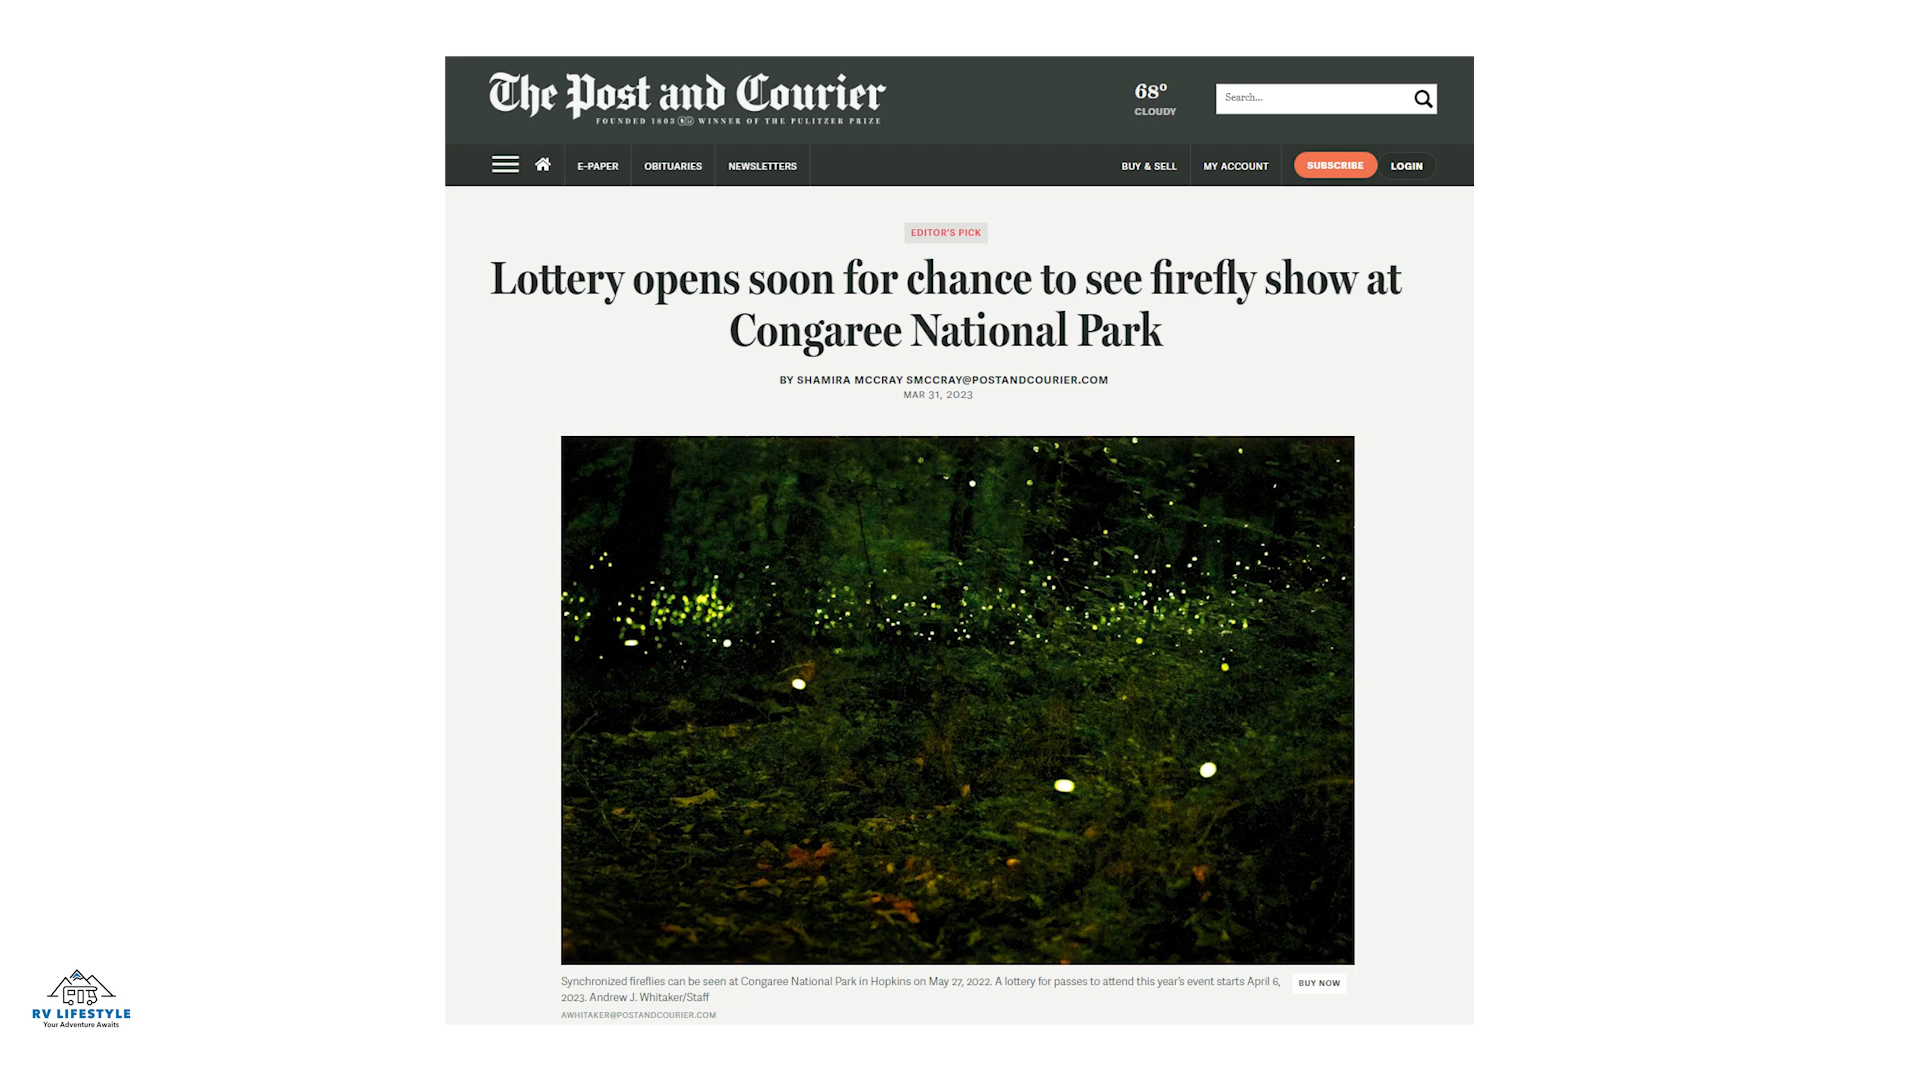 The Post and Courier
FOUNDED 1803 WINNER OF THE PULITZER PRIZE
68º
CLOUDY
Search...
E-PAPER
OBITUARIES
NEWSLETTERS
BUY & SELL
MY ACCOUNT
SUBSCRIBE
LOGIN
EDITOR'S PICK
Lottery opens soon for chance to see firefly show at
Congaree National Park
BY SHAMIRA MCCRAY SMCCRAY@POSTANDCOURIER.COM
MAR 31, 2023
Synchronized fireflies can be seen at Congaree National Park in Hopkins on May 27, 2022. A lottery for passes to attend this year's event starts April 6,
2023. Andrew J. Whitaker/Staff
BUY NOW
AWHITAKER@POSTANDCOURIER.COM
RV LIFESTYLE
Your Adventure Awaits